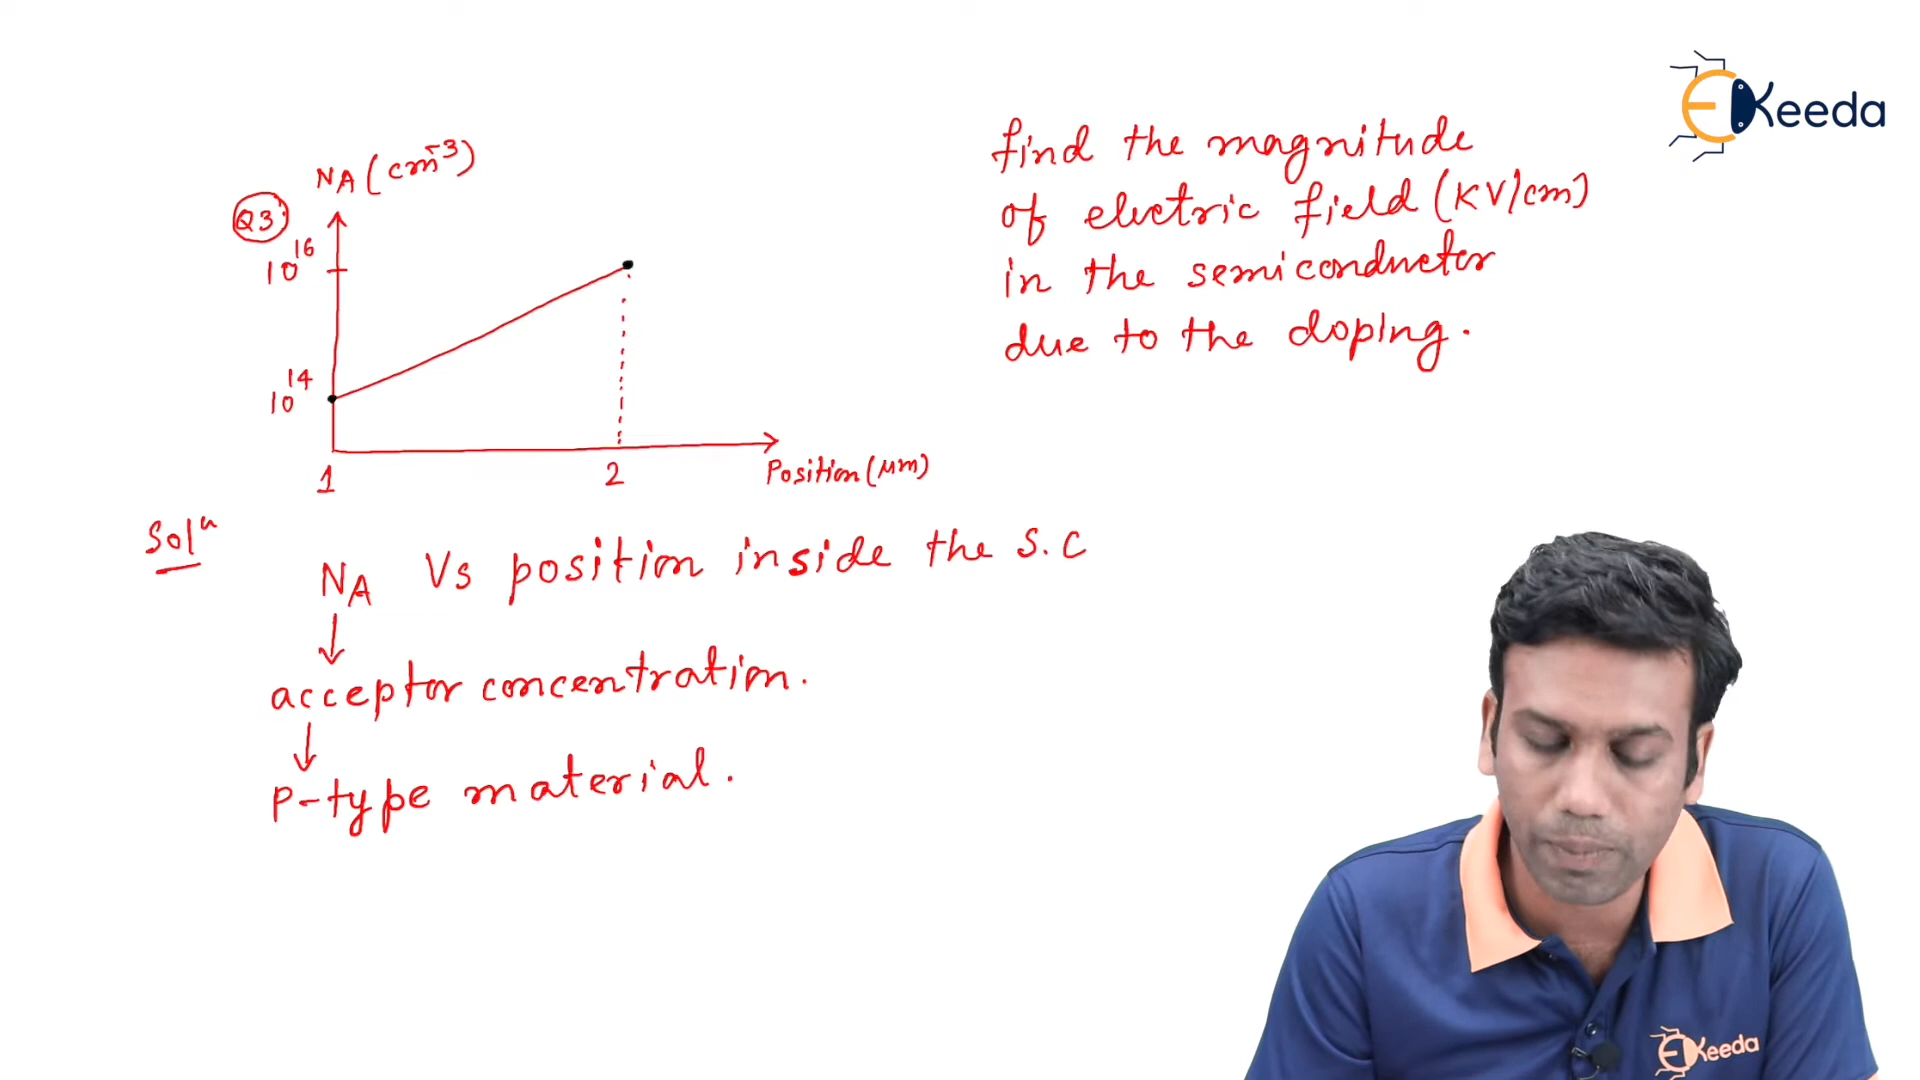 EKeeda
find the magnitude
of electric field (KV/cm)
in the semiconductor
due to the doping.
NA (cm⁻³)
Q3
10¹⁶
10¹⁴
1
2
Position (μm)
Solⁿ
NA Vs position inside the S.C
acceptor concentration.
P-type material.
EKeeda